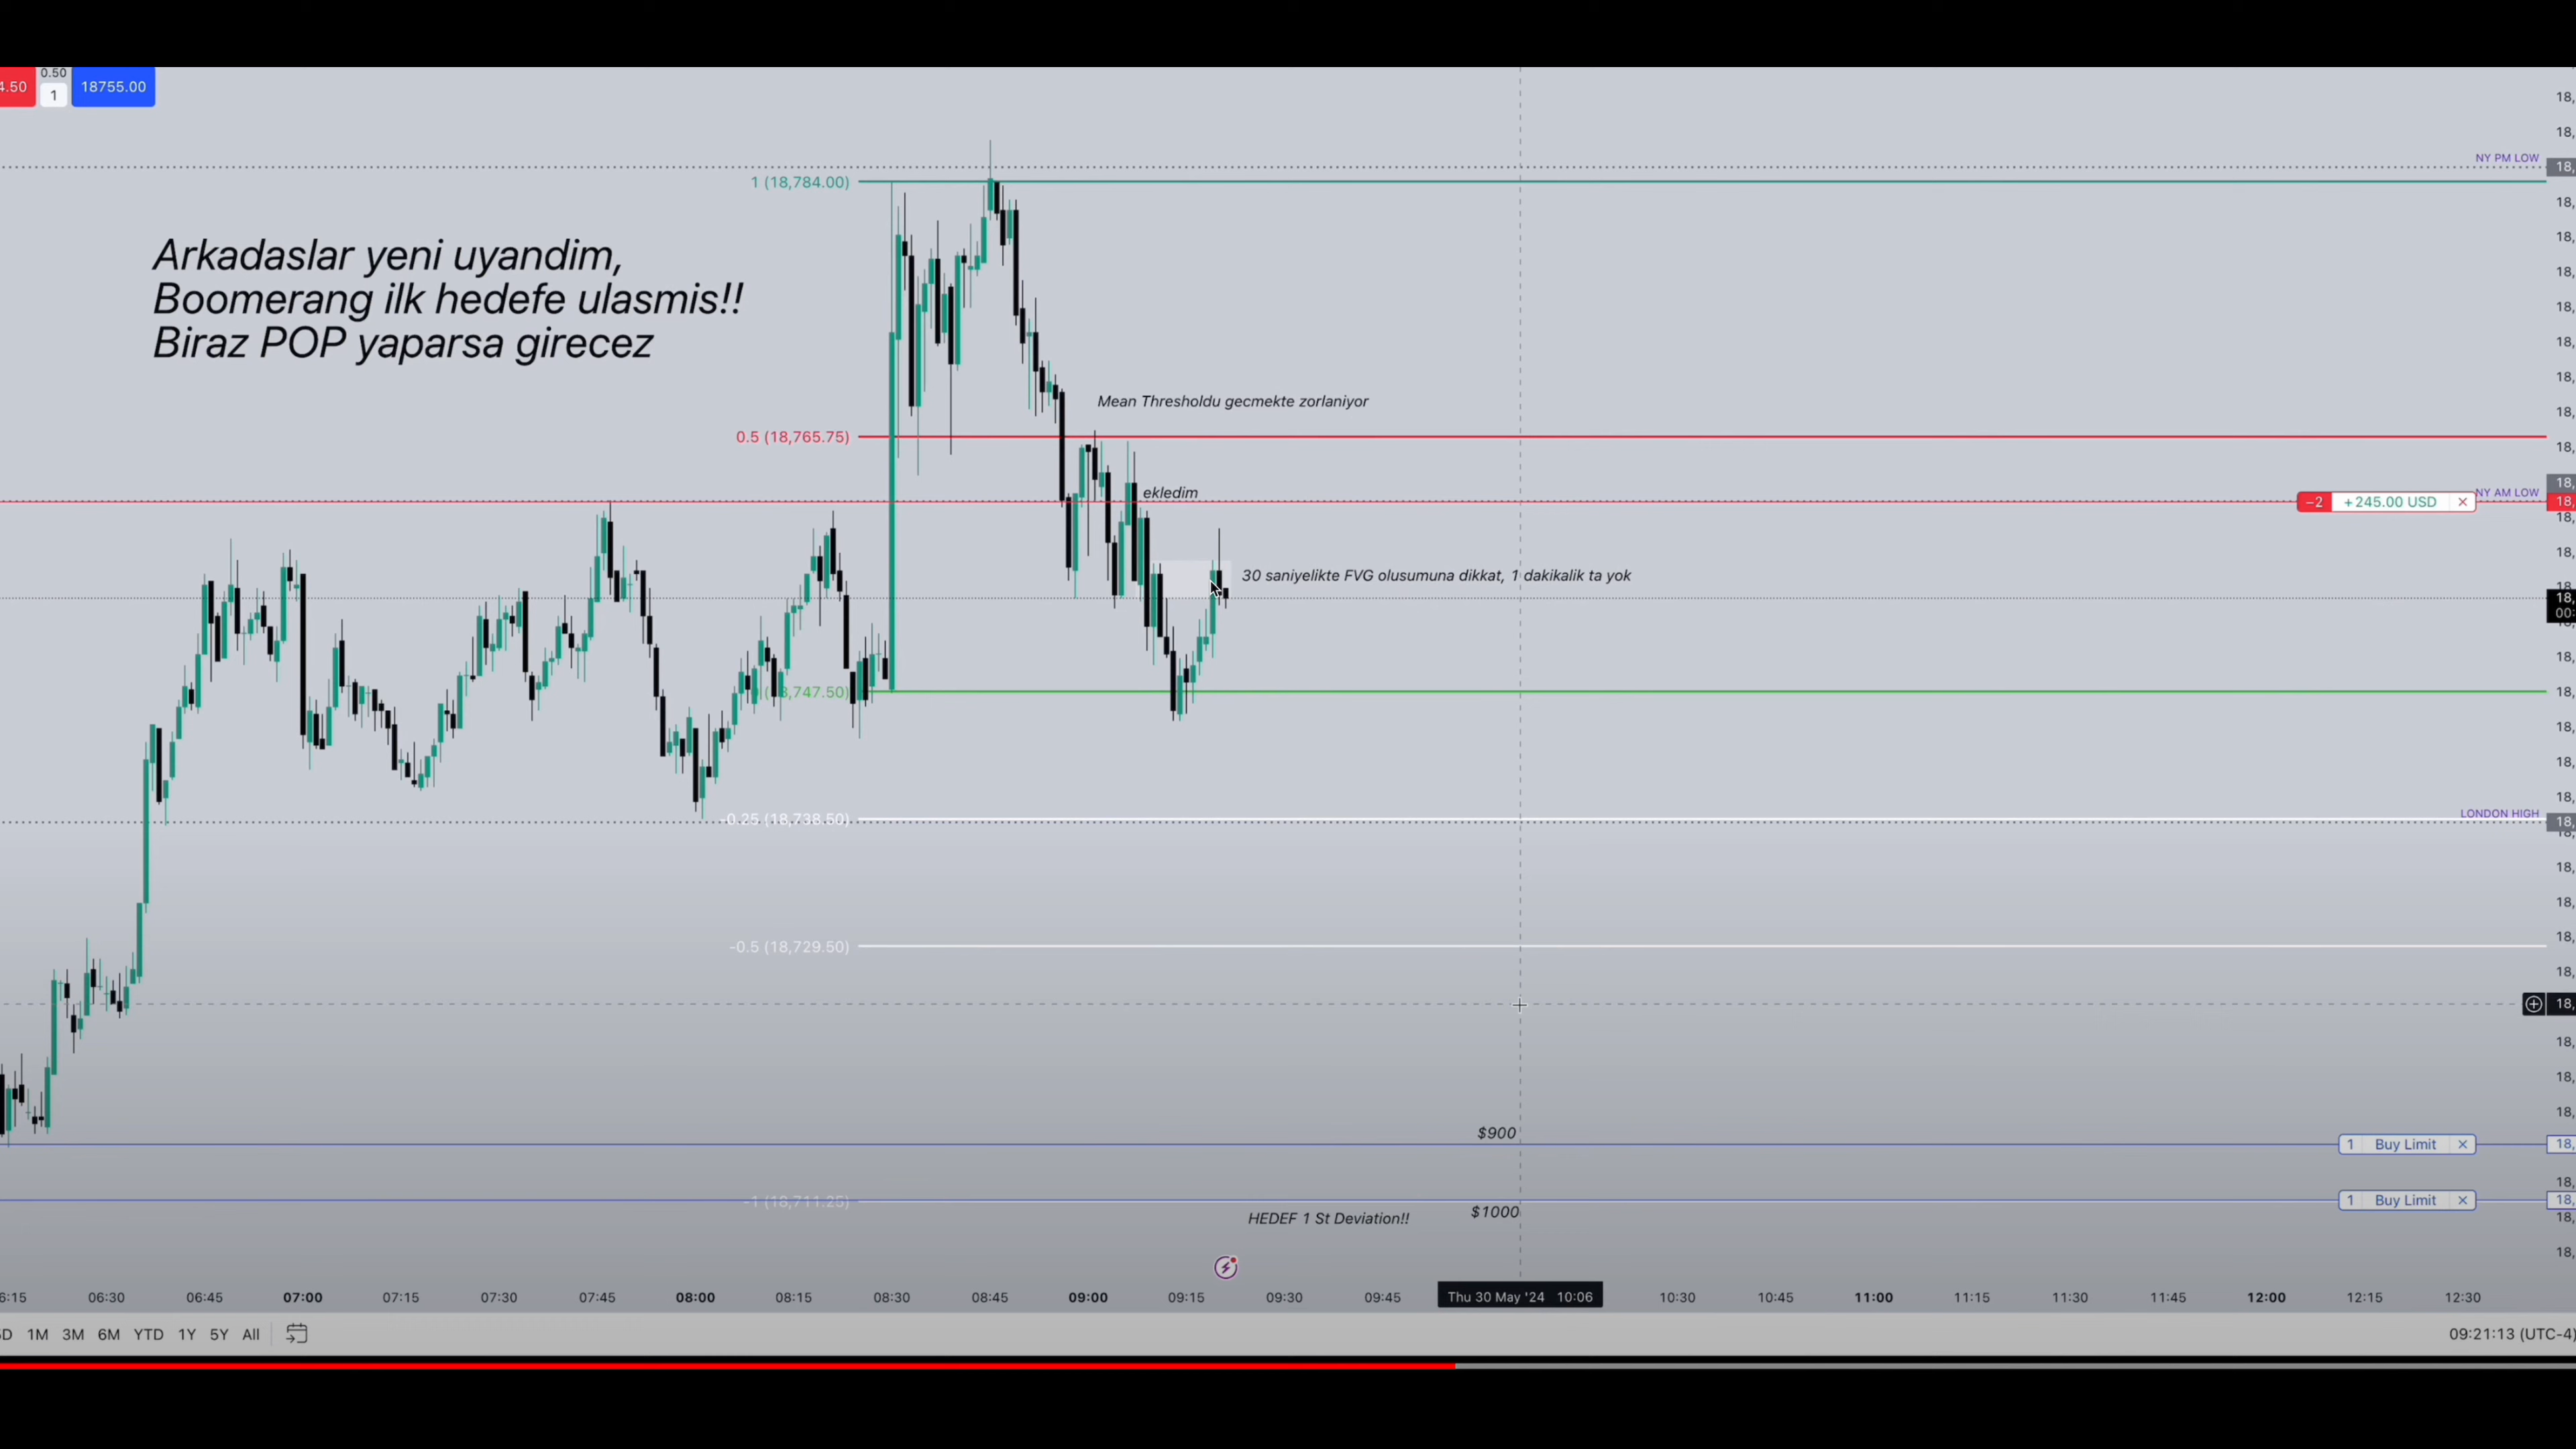 4.50
0.50
1
18755.00
NY PM LOW
1 (18,784.00)
Arkadaslar yeni uyandim,
Boomerang ilk hedefe ulasmis!!
Biraz POP yaparsa girecez
Mean Thresholdu gecmekte zorlaniyor
0.5 (18,765.75)
ekledim
NY AM LOW
−2 +245.00 USD ×
30 saniyelikte FVG olusumuna dikkat, 1 dakikalik ta yok
-0.25 (18,738.50)
LONDON HIGH
-0.5 (18,729.50)
$900
1 Buy Limit ×
-1 (18,711.25)
1 Buy Limit ×
HEDEF 1 St Deviation!!
$1000
6:15 06:30 06:45 07:00 07:15 07:30 07:45 08:00 08:15 08:30 08:45 09:00 09:15 09:30 09:45 Thu 30 May '24 10:06 10:30 10:45 11:00 11:15 11:30 11:45 12:00 12:15 12:30
5D 1M 3M 6M YTD 1Y 5Y All
09:21:13 (UTC-4)